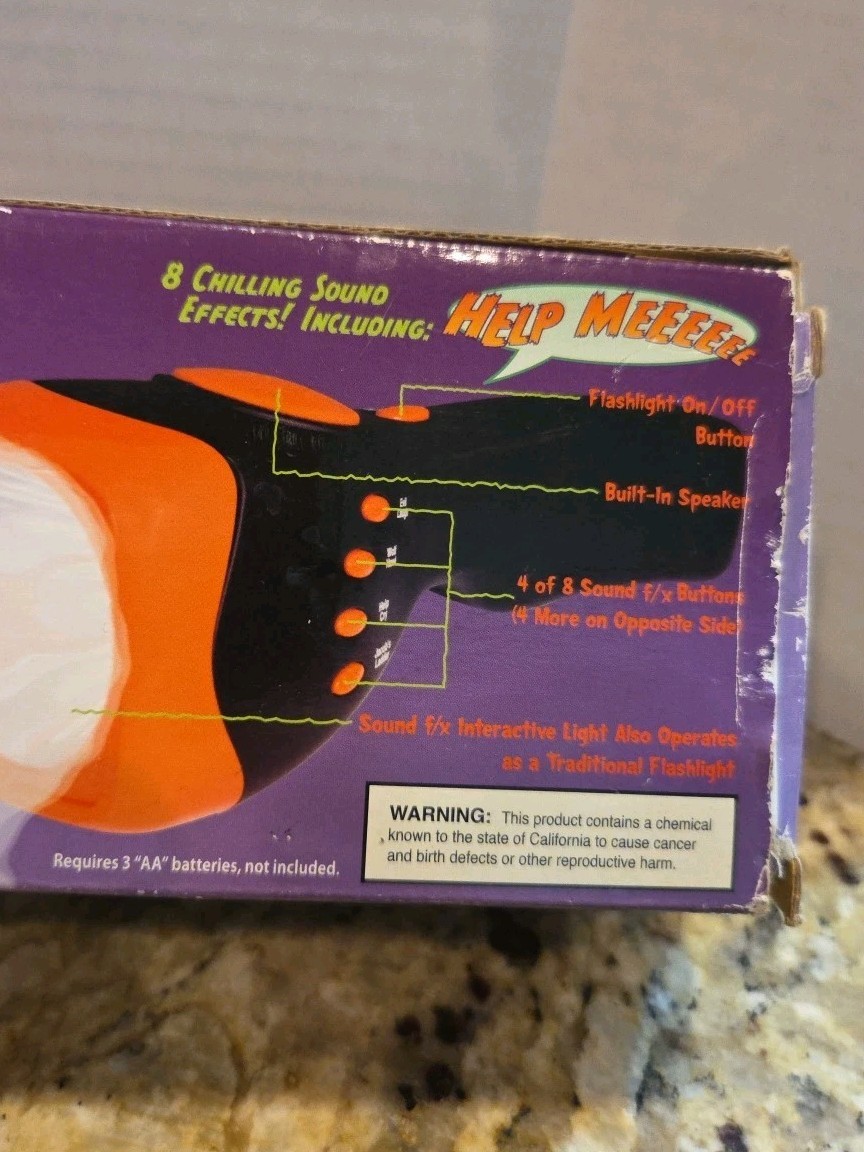 8 CHILLING SOUND
EFFECTS! INCLUDING:
HELP MEEEEEE
Flashlight On/Off
Button
Built-In Speaker
4 of 8 Sound f/x Buttons
(4 More on Opposite Side)
Jacob's
Ladder
Sound f/x Interactive Light Also Operates
as a Traditional Flashlight
WARNING: This product contains a chemical
known to the state of California to cause cancer
and birth defects or other reproductive harm.
Requires 3 "AA" batteries, not included.